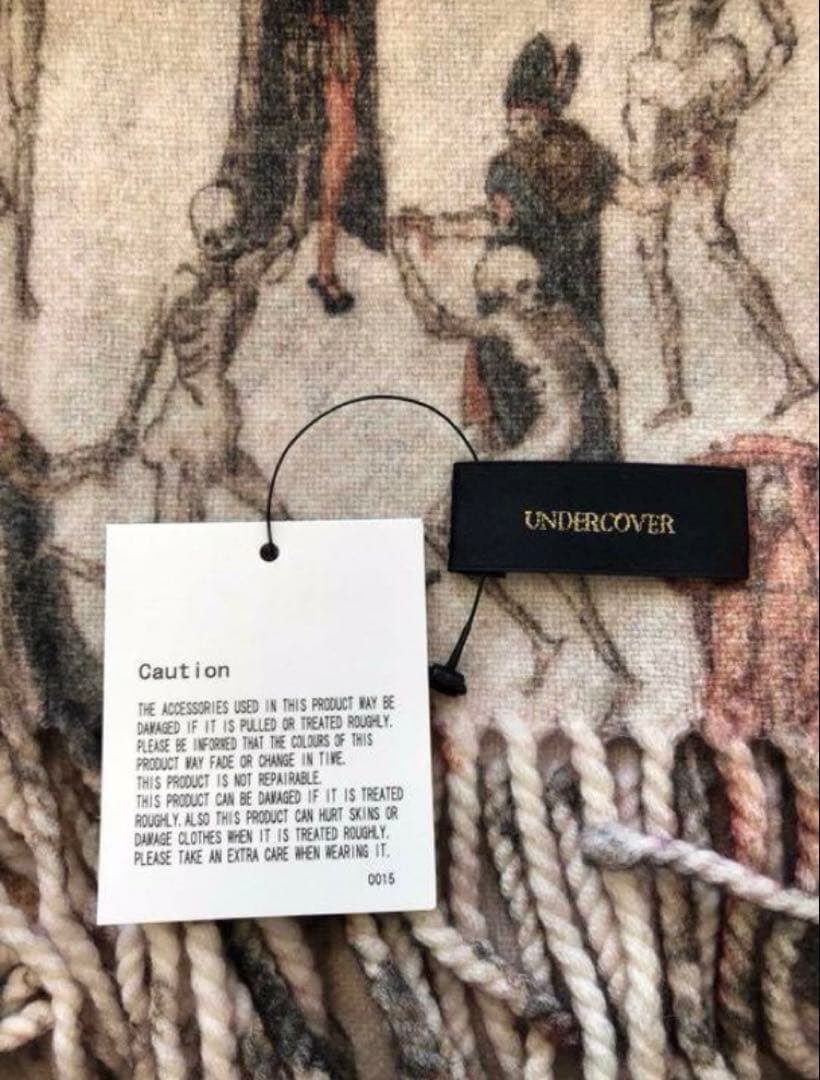 UNDERCOVER
Caution
THE ACCESSORIES USED IN THIS PRODUCT MAY BE
DAMAGED IF IT IS PULLED OR TREATED ROUGHLY.
PLEASE BE INFORMED THAT THE COLOURS OF THIS
PRODUCT MAY FADE OR CHANGE IN TIME.
THIS PRODUCT IS NOT REPAIRABLE.
THIS PRODUCT CAN BE DAMAGED IF IT IS TREATED
ROUGHLY. ALSO THIS PRODUCT CAN HURT SKINS OR
DAMAGE CLOTHES WHEN IT IS TREATED ROUGHLY.
PLEASE TAKE AN EXTRA CARE WHEN WEARING IT.
0015